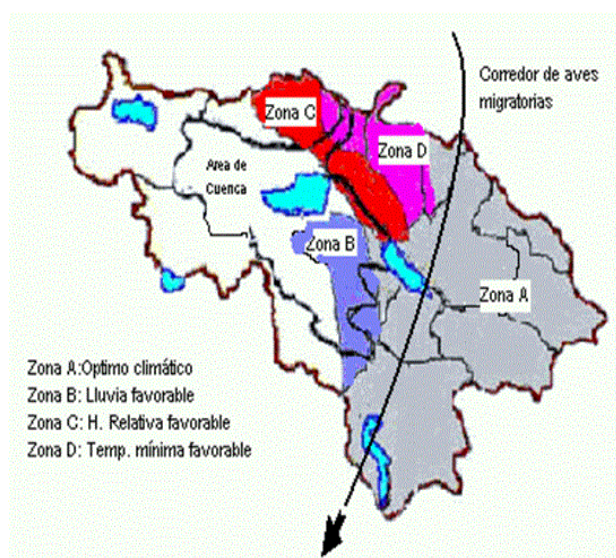 Corredor de aves
migratorias
Zona C
Zona D
Area de
Cuenca
Zona B
Zona A
Zona A:Optimo climático
Zona B: Lluvia favorable
Zona C: H. Relativa favorable
Zona D: Temp. mínima favorable